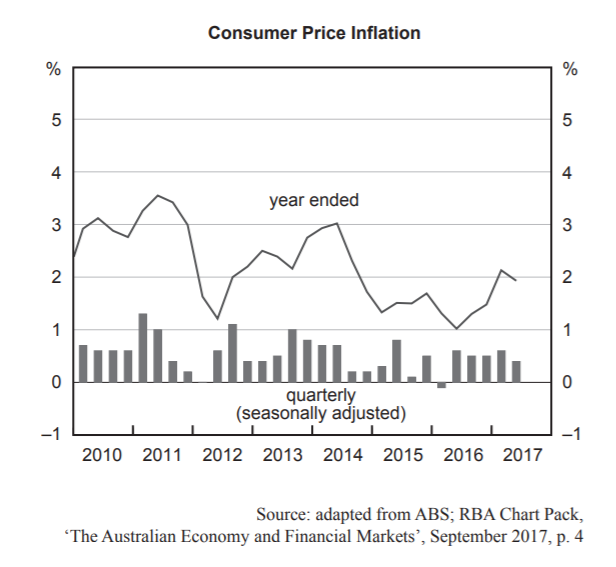 Consumer Price Inflation
% %
5 5
4 4
year ended
3 3
2 2
1 1
0 0
quarterly
(seasonally adjusted)
–1 –1
2010 2011 2012 2013 2014 2015 2016 2017
Source: adapted from ABS; RBA Chart Pack,
‘The Australian Economy and Financial Markets’, September 2017, p. 4